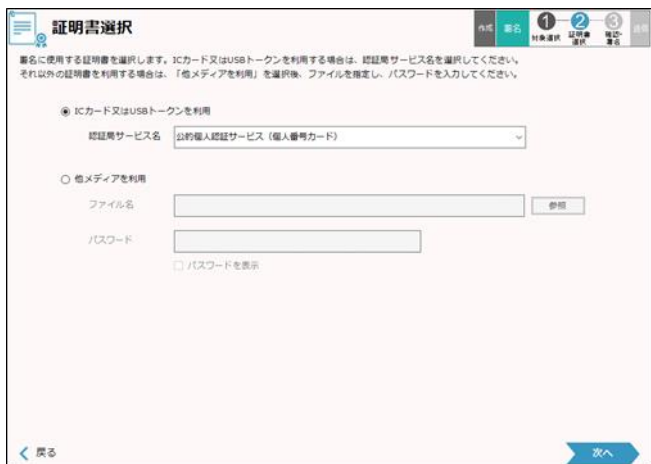 証明書選択
作成
署名
1
対象選択
2
証明書
選択
3
確認・
署名
送信
署名に使用する証明書を選択します。ICカード又はUSBトークンを利用する場合は、認証局サービス名を選択してください。
それ以外の証明書を利用する場合は、「他メディアを利用」を選択後、ファイルを指定し、パスワードを入力してください。
ICカード又はUSBトークンを利用
認証局サービス名 公的個人認証サービス（個人番号カード）
他メディアを利用
ファイル名 参照
パスワード
パスワードを表示
戻る 次へ